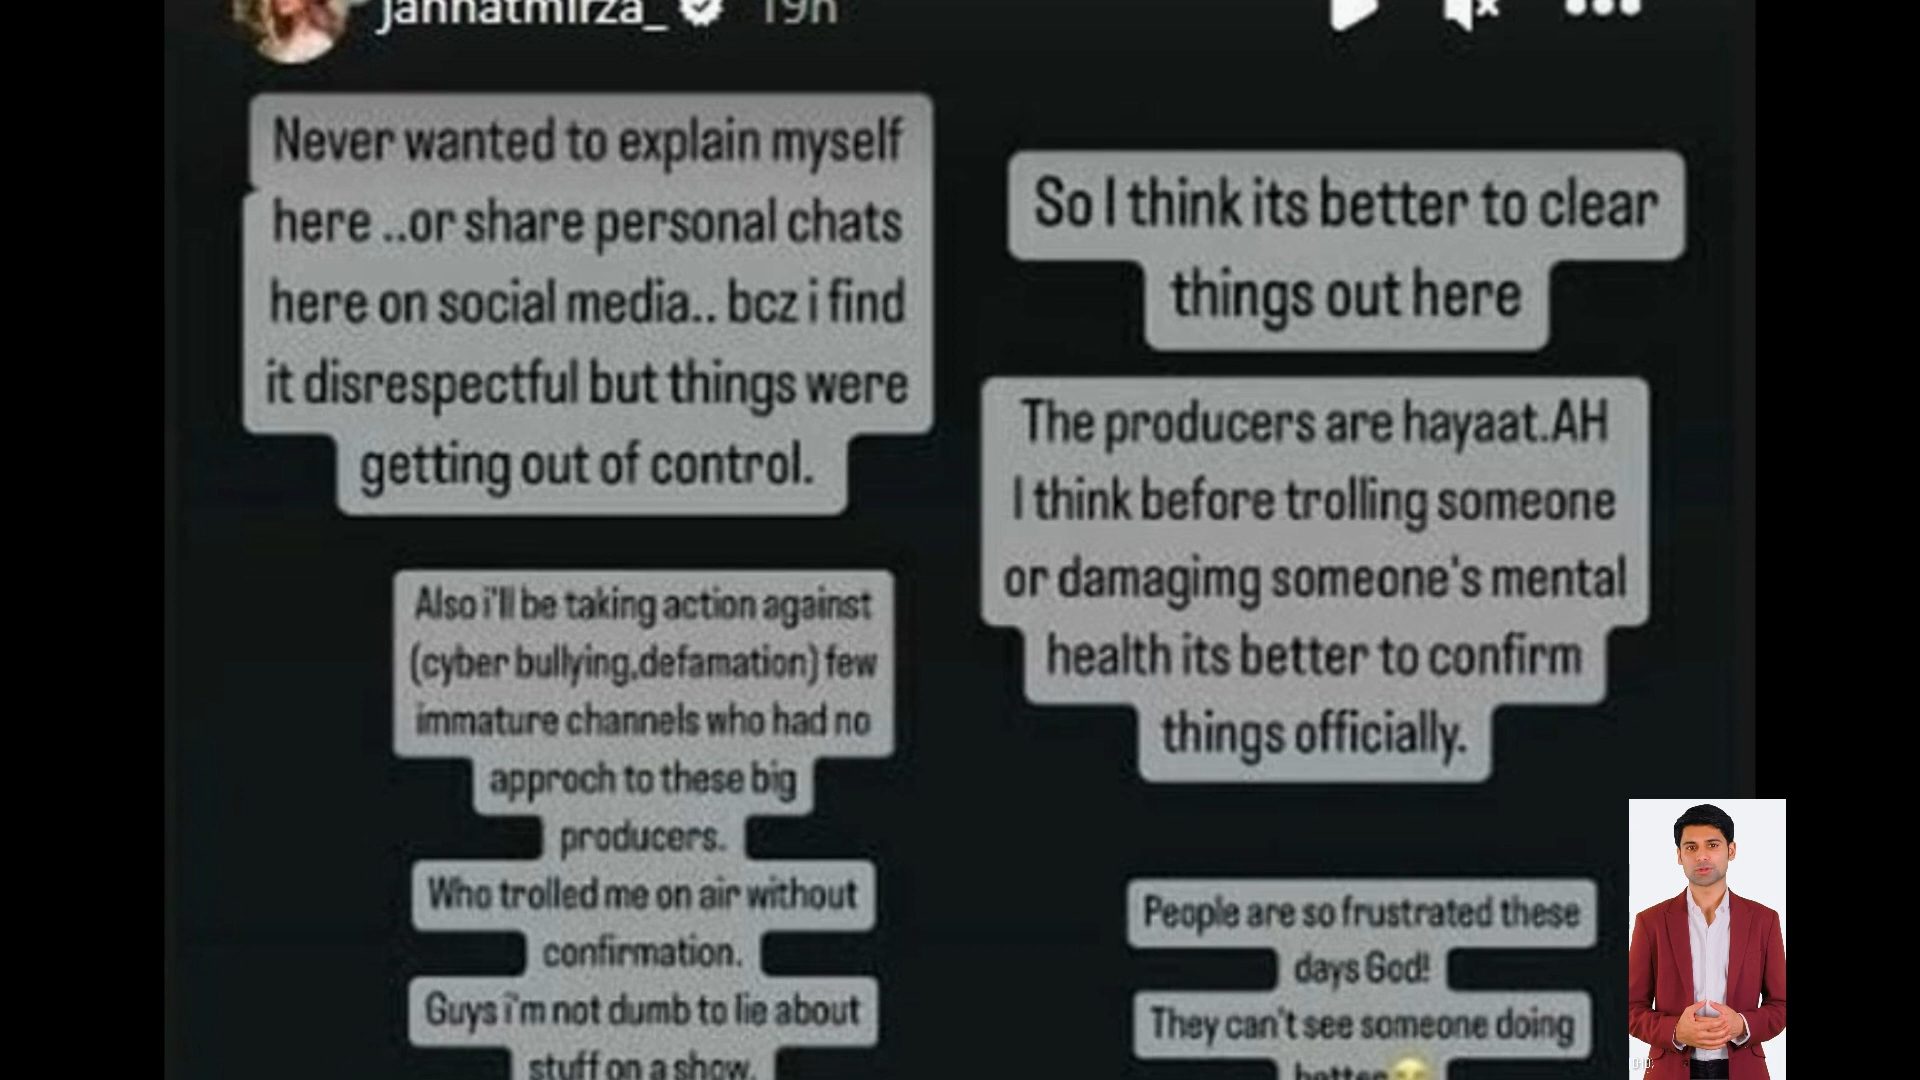 jannatmirza_ 19h
Never wanted to explain myself
here ..or share personal chats
here on social media.. bcz i find
it disrespectful but things were
getting out of control.
Also i'll be taking action against
(cyber bullying,defamation) few
immature channels who had no
approch to these big
producers.
Who trolled me on air without
confirmation.
Guys i'm not dumb to lie about
stuff on a show.
So I think its better to clear
things out here
The producers are hayaat.AH
I think before trolling someone
or damagimg someone's mental
health its better to confirm
things officially.
People are so frustrated these
days God!
They can't see someone doing
better